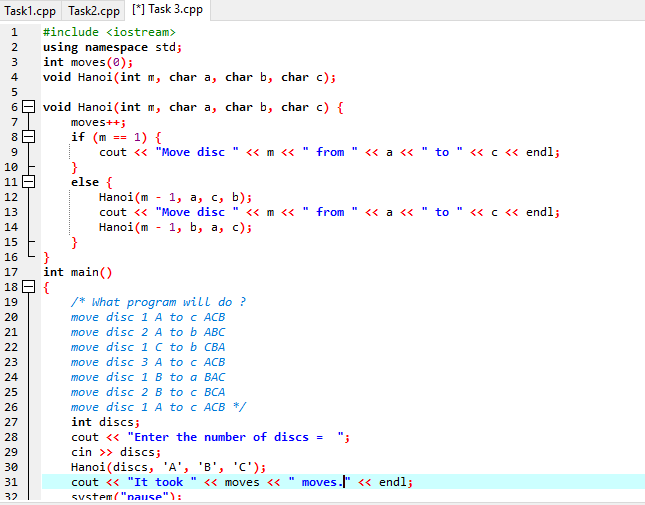 Task1.cpp Task2.cpp [*] Task 3.cpp
1 #include <iostream>
2 using namespace std;
3 int moves(0);
4 void Hanoi(int m, char a, char b, char c);
5
6 void Hanoi(int m, char a, char b, char c) {
7 moves++;
8 if (m == 1) {
9 cout << "Move disc " << m << " from " << a << " to " << c << endl;
10 }
11 else {
12 Hanoi(m - 1, a, c, b);
13 cout << "Move disc " << m << " from " << a << " to " << c << endl;
14 Hanoi(m - 1, b, a, c);
15 }
16 }
17 int main()
18 {
19 /* What program will do ?
20 move disc 1 A to c ACB
21 move disc 2 A to b ABC
22 move disc 1 C to b CBA
23 move disc 3 A to c ACB
24 move disc 1 B to a BAC
25 move disc 2 B to c BCA
26 move disc 1 A to c ACB */
27 int discs;
28 cout << "Enter the number of discs =  ";
29 cin >> discs;
30 Hanoi(discs, 'A', 'B', 'C');
31 cout << "It took " << moves << " moves." << endl;
32 system("pause");